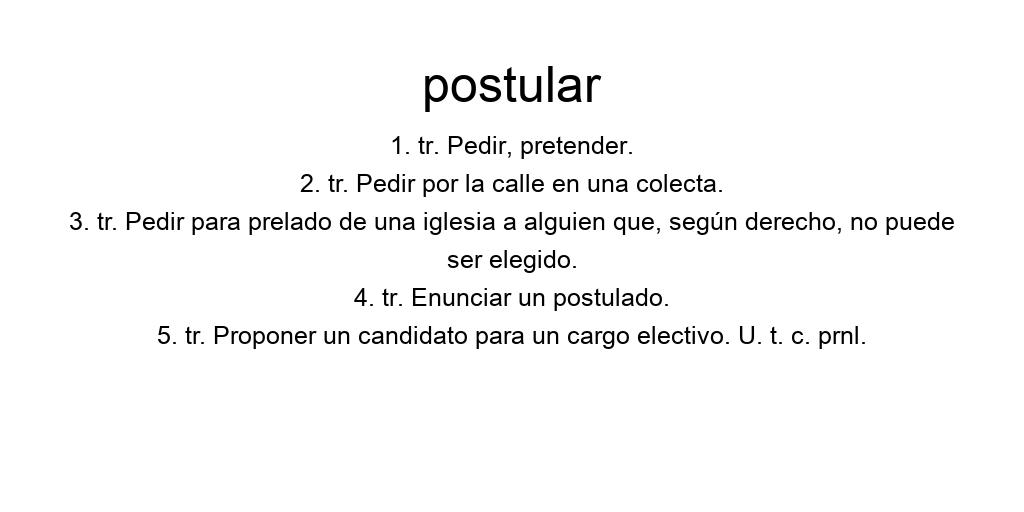 postular
1. tr. Pedir, pretender.
2. tr. Pedir por la calle en una colecta.
3. tr. Pedir para prelado de una iglesia a alguien que, según derecho, no puede
ser elegido.
4. tr. Enunciar un postulado.
5. tr. Proponer un candidato para un cargo electivo. U. t. c. prnl.